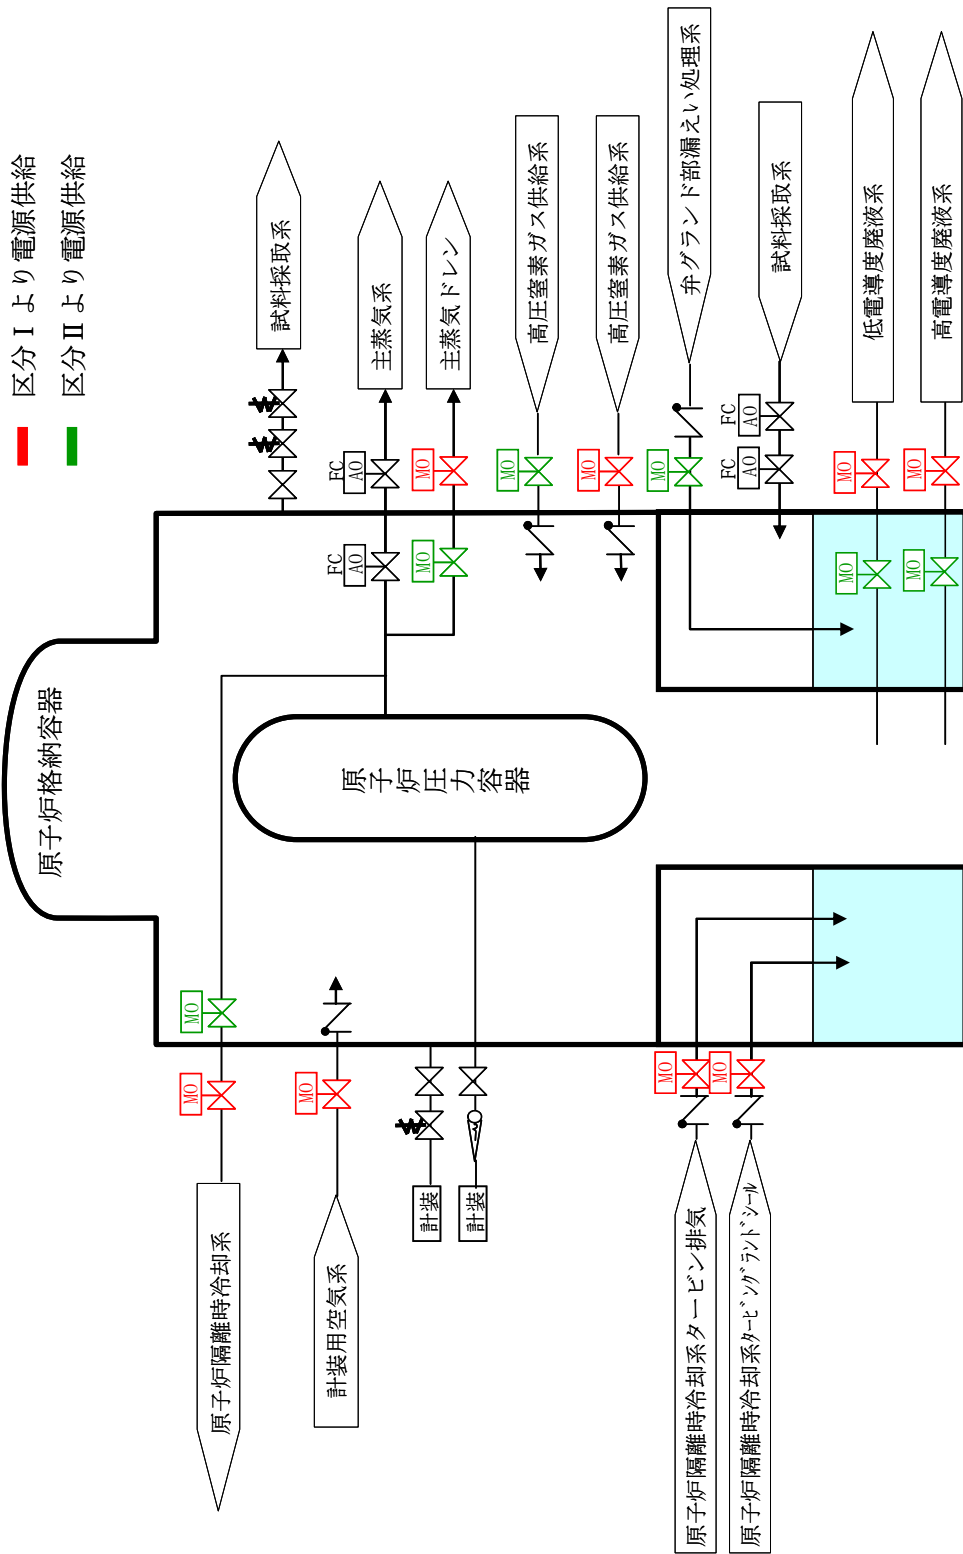 区分Ⅰより電源供給
区分Ⅱより電源供給
原子炉格納容器
原子炉圧力容器
試料採取系
FC
AO
FC
AO
主蒸気系
MO
MO
主蒸気ドレン
MO
高圧窒素ガス供給系
MO
高圧窒素ガス供給系
MO
弁グランド部漏えい処理系
FC
AO
FC
AO
試料採取系
MO
MO
低電導度廃液系
MO
MO
高電導度廃液系
原子炉隔離時冷却系
MO
MO
計装用空気系
MO
計装
計装
原子炉隔離時冷却系タービン排気
MO
原子炉隔離時冷却系タービングランドシール
MO